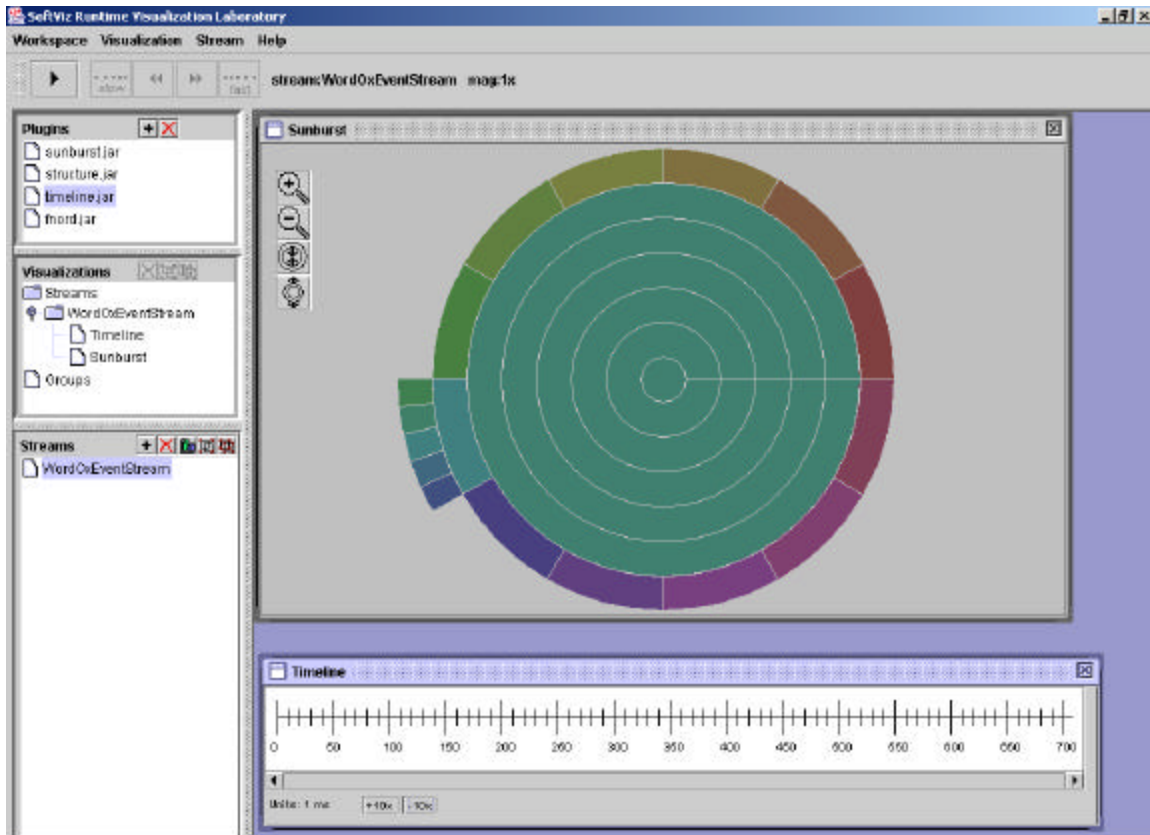 SoftViz Runtime Visualization Laboratory
Workspace Visualization Stream Help
slow fast stream:WordOxEventStream mag:1x
Plugins
sunburst.jar
structure.jar
timeline.jar
fnord.jar
Visualizations
Streams
WordOxEventStream
Timeline
Sunburst
Groups
Streams
WordOxEventStream
Sunburst
Timeline
0 50 100 150 200 250 300 350 400 450 500 550 600 650 700
Units: 1 ms +10x -10x